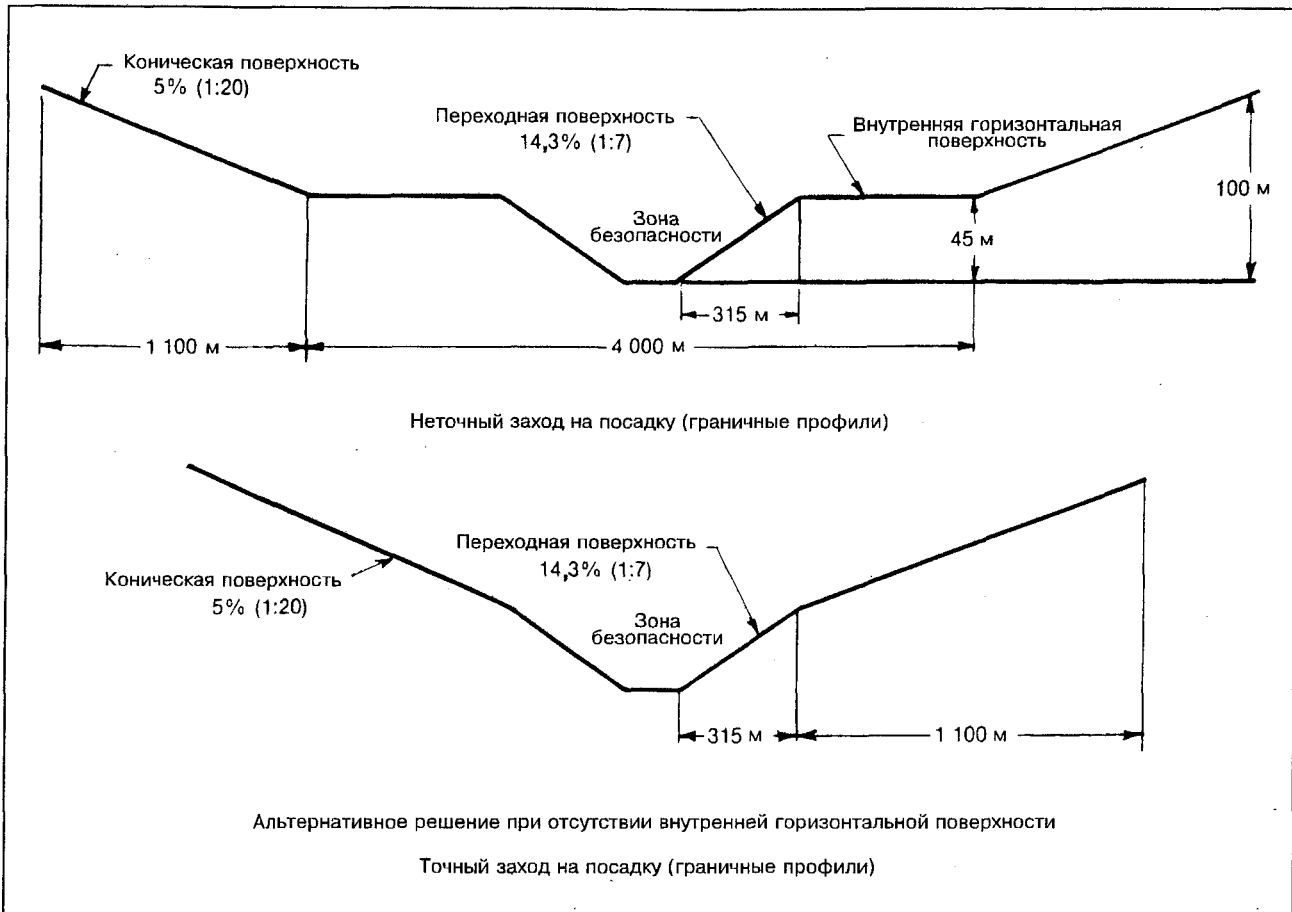 Коническая поверхность
5% (1:20)
Переходная поверхность
14,3% (1:7)
Внутренняя горизонтальная
поверхность
Зона
безопасности
100 м
45 м
315 м
1 100 м
4 000 м
Неточный заход на посадку (граничные профили)
Переходная поверхность
14,3% (1:7)
Коническая поверхность
5% (1:20)
Зона
безопасности
315 м
1 100 м
Альтернативное решение при отсутствии внутренней горизонтальной поверхности
Точный заход на посадку (граничные профили)